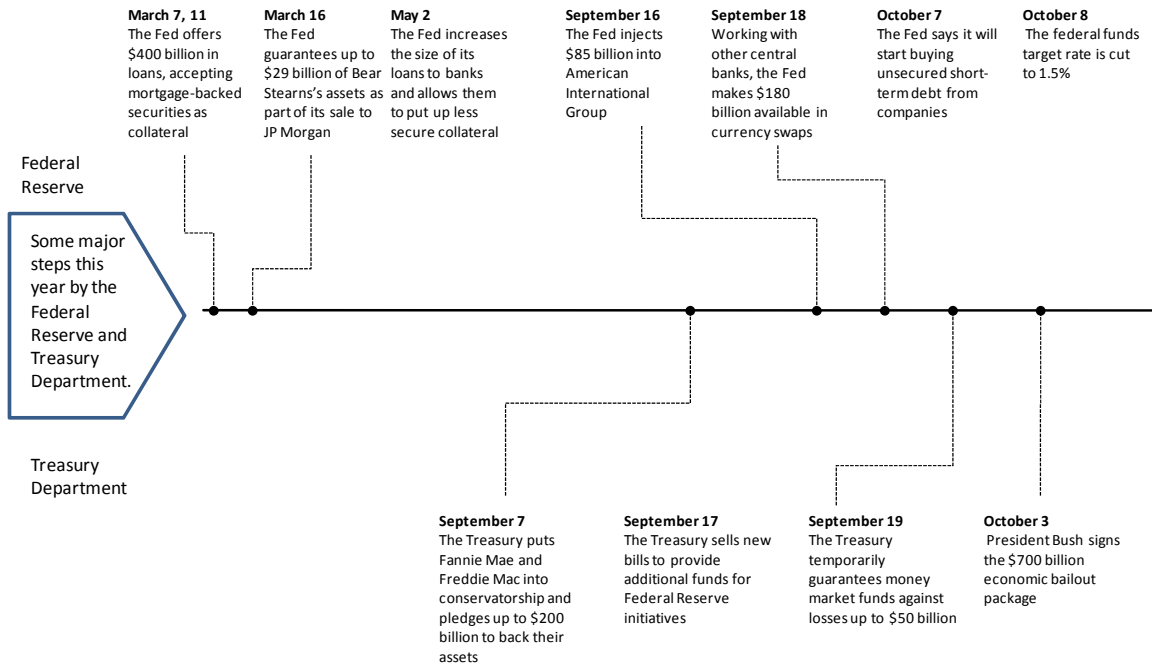 March 7, 11
The Fed offers
$400 billion in
loans, accepting
mortgage-backed
securities as
collateral
March 16
The Fed
guarantees up to
$29 billion of Bear
Stearns's assets as
part of its sale to
JP Morgan
May 2
The Fed increases
the size of its
loans to banks
and allows them
to put up less
secure collateral
September 16
The Fed injects
$85 billion into
American
International
Group
September 18
Working with
other central
banks, the Fed
makes $180
billion available in
currency swaps
October 7
The Fed says it will
start buying
unsecured short-
term debt from
companies
October 8
The federal funds
target rate is cut
to 1.5%
Federal
Reserve
Some major
steps this
year by the
Federal
Reserve and
Treasury
Department.
Treasury
Department
September 7
The Treasury puts
Fannie Mae and
Freddie Mac into
conservatorship and
pledges up to $200
billion to back their
assets
September 17
The Treasury sells new
bills to provide
additional funds for
Federal Reserve
initiatives
September 19
The Treasury
temporarily
guarantees money
market funds against
losses up to $50 billion
October 3
President Bush signs
the $700 billion
economic bailout
package